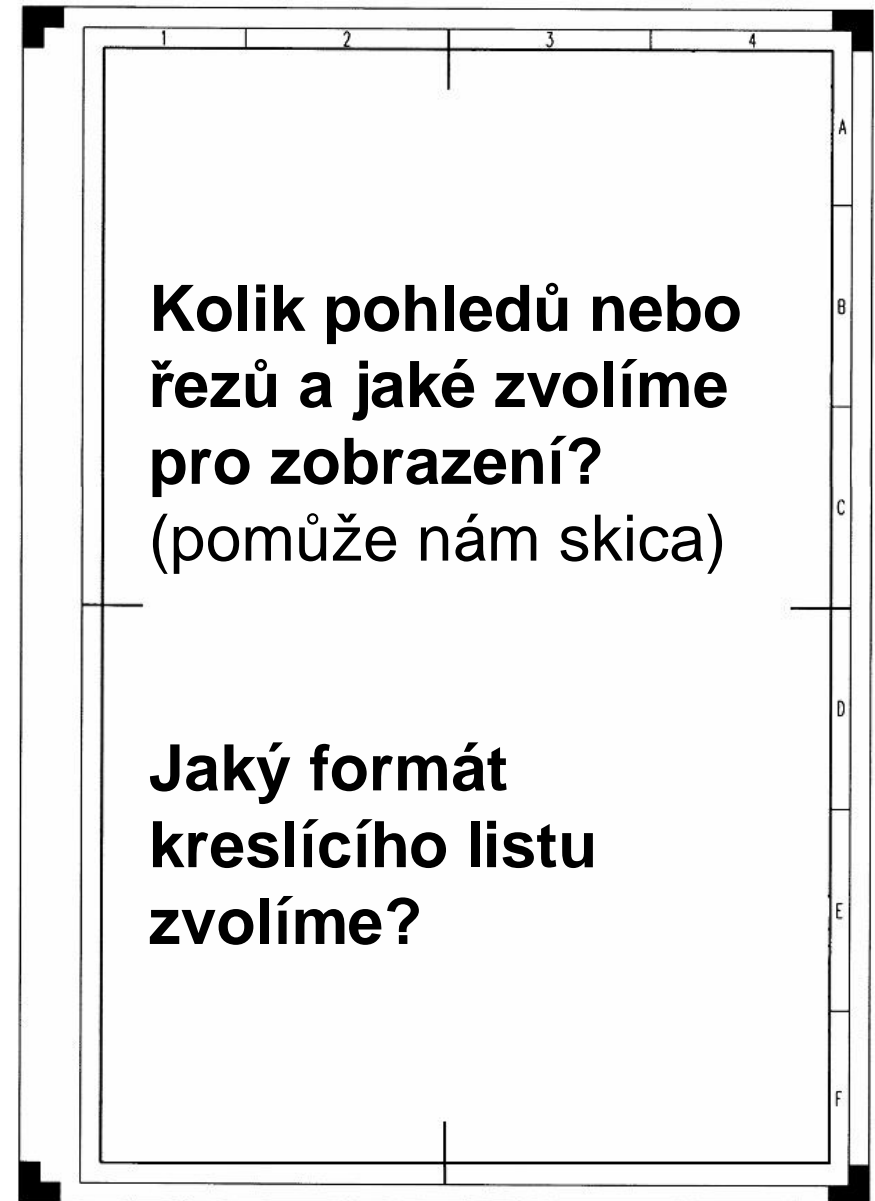 1 2 3 4
A
B
Kolik pohledů nebo
řezů a jaké zvolíme
pro zobrazení?
C
(pomůže nám skica)
D
Jaký formát
kreslícího listu
zvolíme?
E
F